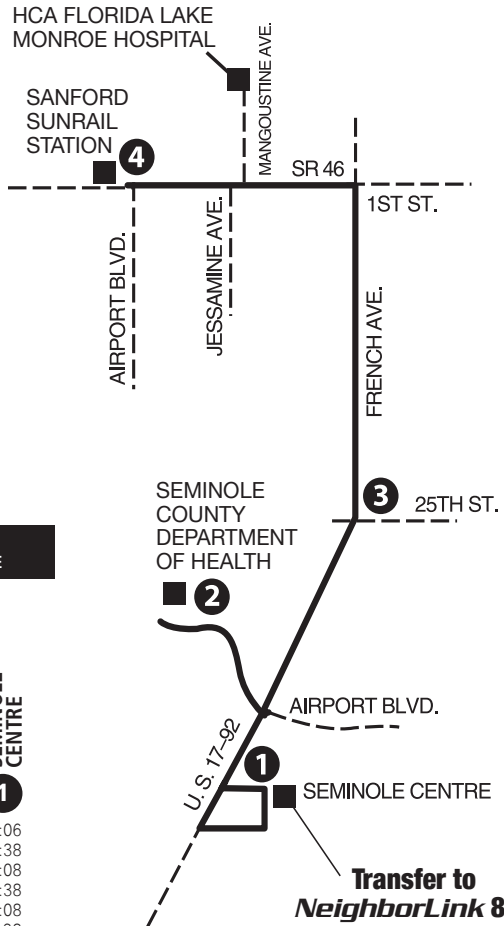 HCA FLORIDA LAKE
MONROE HOSPITAL
MANGOUSTINE AVE.
SANFORD
SUNRAIL
STATION
4
SR 46
1ST ST.
AIRPORT BLVD.
JESSAMINE AVE.
FRENCH AVE.
3
25TH ST.
SEMINOLE
COUNTY
DEPARTMENT
OF HEALTH
2
AIRPORT BLVD.
U. S. 17–92
1
SEMINOLE CENTRE
Transfer to
NeighborLink 8
E
CENTRE
1
:06
:38
:08
:38
:08